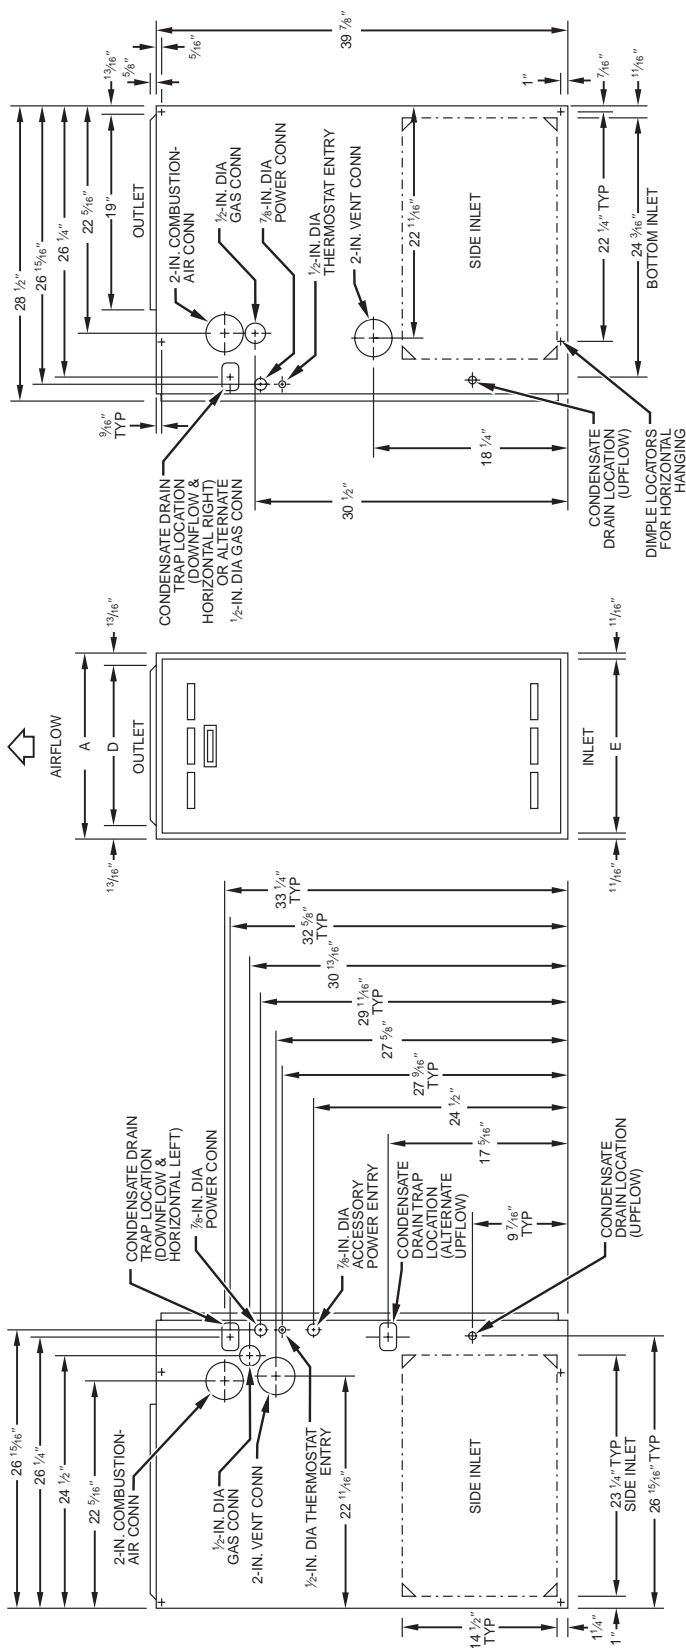 26 15⁄16″
26 1⁄4″
24 1⁄2″
22 5⁄16″
2-IN. COMBUSTION-
AIR CONN
1⁄2-IN. DIA
GAS CONN
2-IN. VENT CONN
1⁄2-IN. DIA THERMOSTAT
ENTRY
22 11⁄16″
SIDE INLET
23 1⁄4″ TYP
SIDE INLET
26 15⁄16″ TYP
14 1⁄2″
TYP
1 1⁄4″
1″
CONDENSATE DRAIN
TRAP LOCATION
(DOWNFLOW &
HORIZONTAL LEFT)
7⁄8-IN. DIA
POWER CONN
7⁄8-IN. DIA
ACCESSORY
POWER ENTRY
CONDENSATE
DRAIN TRAP
LOCATION
(ALTERNATE
UPFLOW)
CONDENSATE
DRAIN LOCATION
(UPFLOW)
33 1⁄4″
TYP
32 5⁄8″
TYP
30 13⁄16″
29 11⁄16″
TYP
27 5⁄8″
27 9⁄16″
TYP
24 1⁄2″
17 5⁄16″
9 7⁄16″
TYP
AIRFLOW
A
13⁄16″
D
13⁄16″
OUTLET
INLET
11⁄16″
E
11⁄16″
28 1⁄2″
26 15⁄16″
26 1⁄4″
22 5⁄16″
19″
OUTLET
13⁄16″
5⁄8″
5⁄16″
39 7⁄8″
9⁄16″
TYP
2-IN. COMBUSTION-
AIR CONN
1⁄2-IN. DIA
GAS CONN
7⁄8-IN. DIA
POWER CONN
1⁄2-IN. DIA
THERMOSTAT ENTRY
2-IN. VENT CONN
CONDENSATE DRAIN
TRAP LOCATION
(DOWNFLOW &
HORIZONTAL RIGHT)
OR ALTERNATE
1⁄2-IN. DIA GAS CONN
30 1⁄2″
18 1⁄4″
22 11⁄16″
SIDE INLET
1″
7⁄16″
11⁄16″
22 1⁄4″ TYP
24 3⁄16″
BOTTOM INLET
CONDENSATE
DRAIN LOCATION
(UPFLOW)
DIMPLE LOCATORS
FOR HORIZONTAL
HANGING